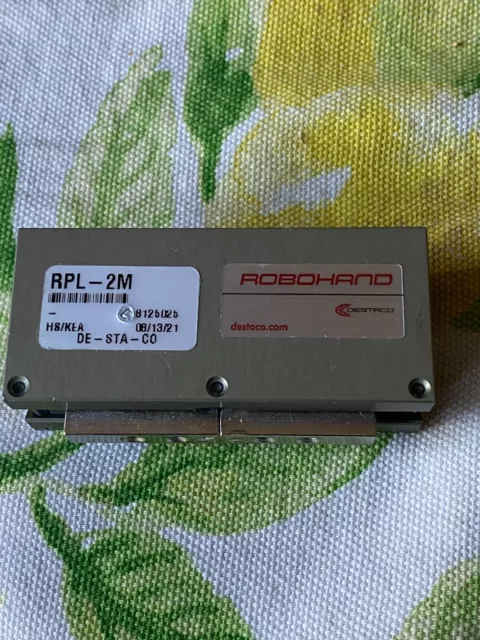 RPL-2M
- 8125025
HS/KEA 08/13/21
DE-STA-CO
ROBOHAND
DESTACO
destaco.com